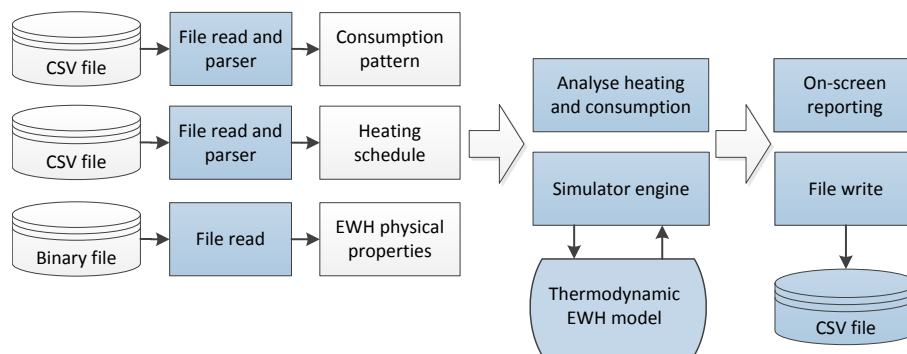 CSV file
File read and
parser
Consumption
pattern
CSV file
File read and
parser
Heating
schedule
Binary file
File read
EWH physical
properties
Analyse heating
and consumption
Simulator engine
Thermodynamic
EWH model
On-screen
reporting
File write
CSV file